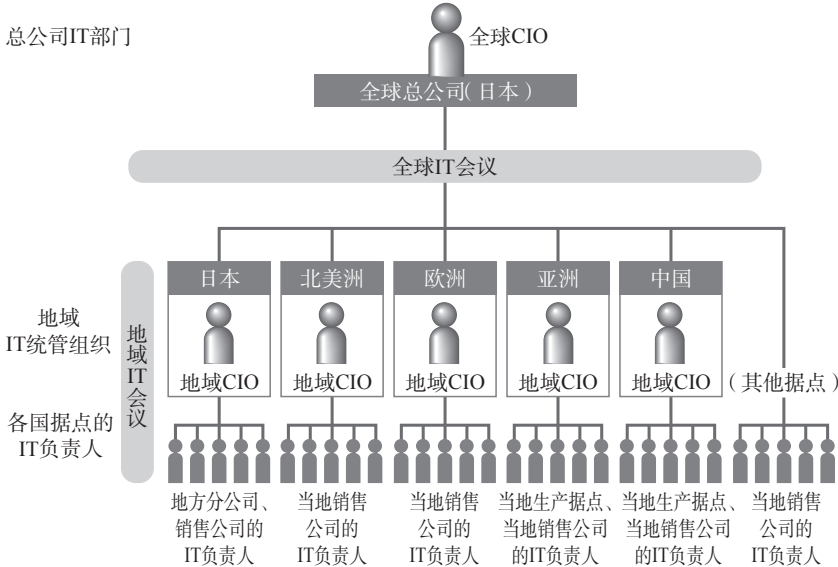 总公司IT部门
全球CIO
全球总公司（日本）
全球IT会议
日本
北美洲
欧洲
亚洲
中国
地域
IT统管组织
地域IT会议
地域CIO
地域CIO
地域CIO
地域CIO
地域CIO
（其他据点）
各国据点的
IT负责人
地方分公司、
销售公司的
IT负责人
当地销售
公司的
IT负责人
当地销售
公司的
IT负责人
当地生产据点、
当地销售公司
的IT负责人
当地生产据点、
当地销售公司
的IT负责人
当地销售
公司的
IT负责人